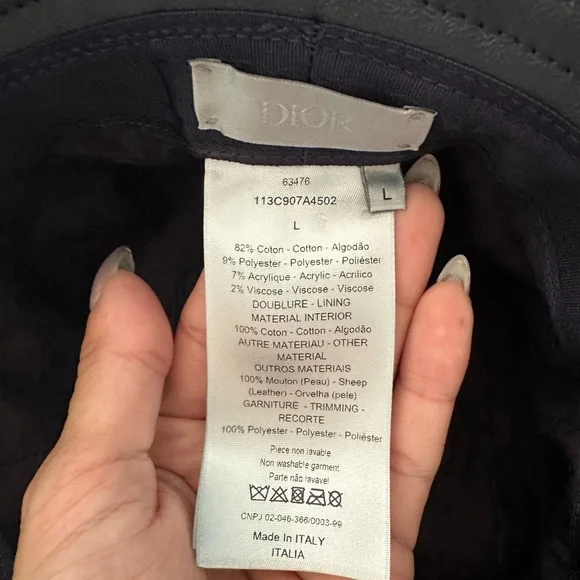 DIOR
L
63476
113C907A4502
L
82% Coton - Cotton - Algodão
9% Polyester - Polyester - Poliéster
7% Acrylique - Acrylic - Acrílico
2% Viscose - Viscose - Viscose
DOUBLURE - LINING
MATERIAL INTERIOR
100% Coton - Cotton - Algodão
AUTRE MATERIAU - OTHER
MATERIAL
OUTROS MATERIAIS
100% Mouton (Peau) - Sheep
(Leather) - Orvelha (pele)
GARNITURE - TRIMMING -
RECORTE
100% Polyester - Polyester - Poliéster
Piece non lavable
Non washable garment
Parte não lavável
CNPJ 02-046-366/0003-99
Made In ITALY
ITALIA